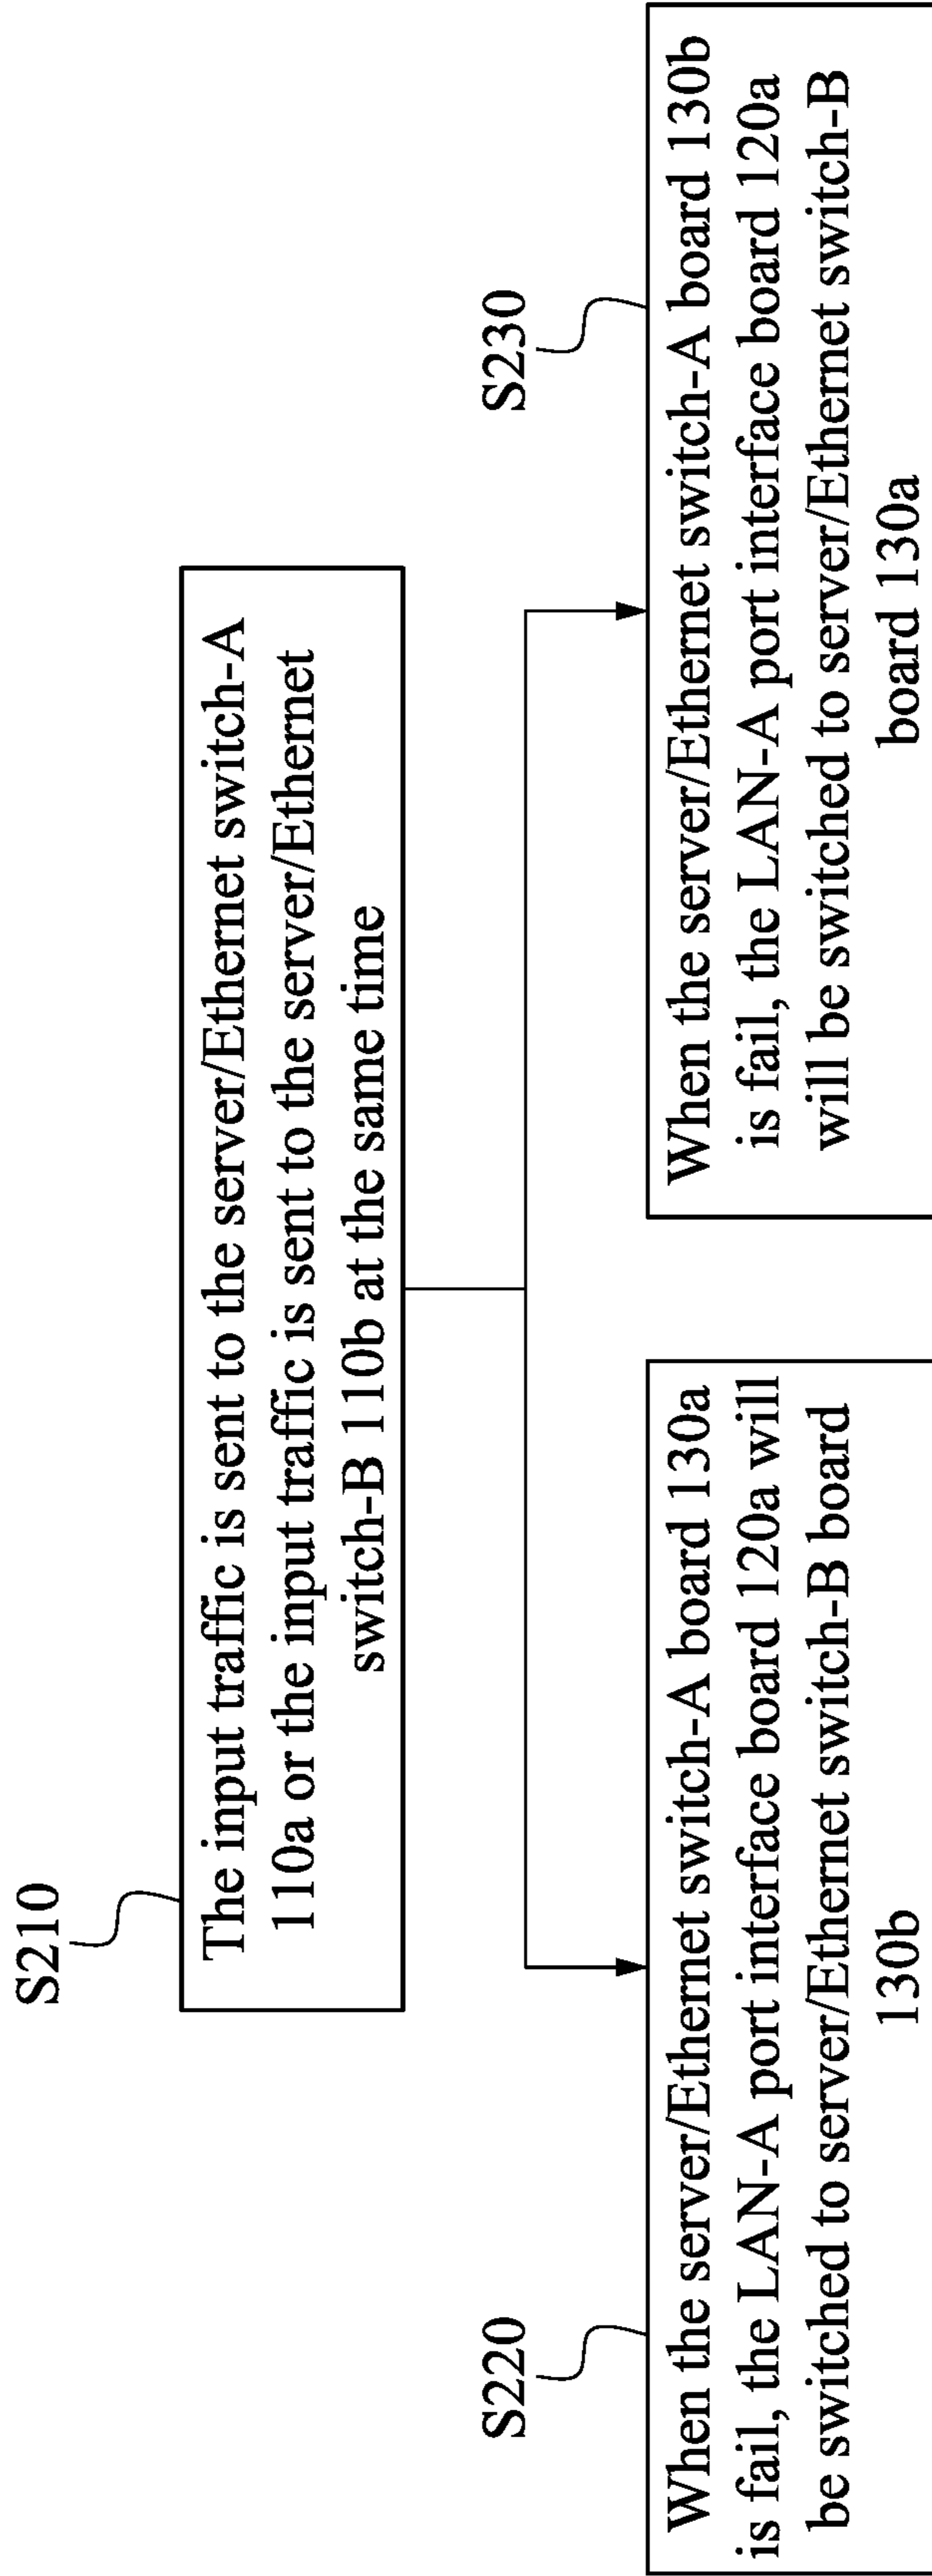 S210
The input traffic is sent to the server/Ethernet switch-A
110a or the input traffic is sent to the server/Ethernet
switch-B 110b at the same time
S220
When the server/Ethernet switch-A board 130a
is fail, the LAN-A port interface board 120a will
be switched to server/Ethernet switch-B board
130b
S230
When the server/Ethernet switch-A board 130b
is fail, the LAN-A port interface board 120a
will be switched to server/Ethernet switch-B
board 130a